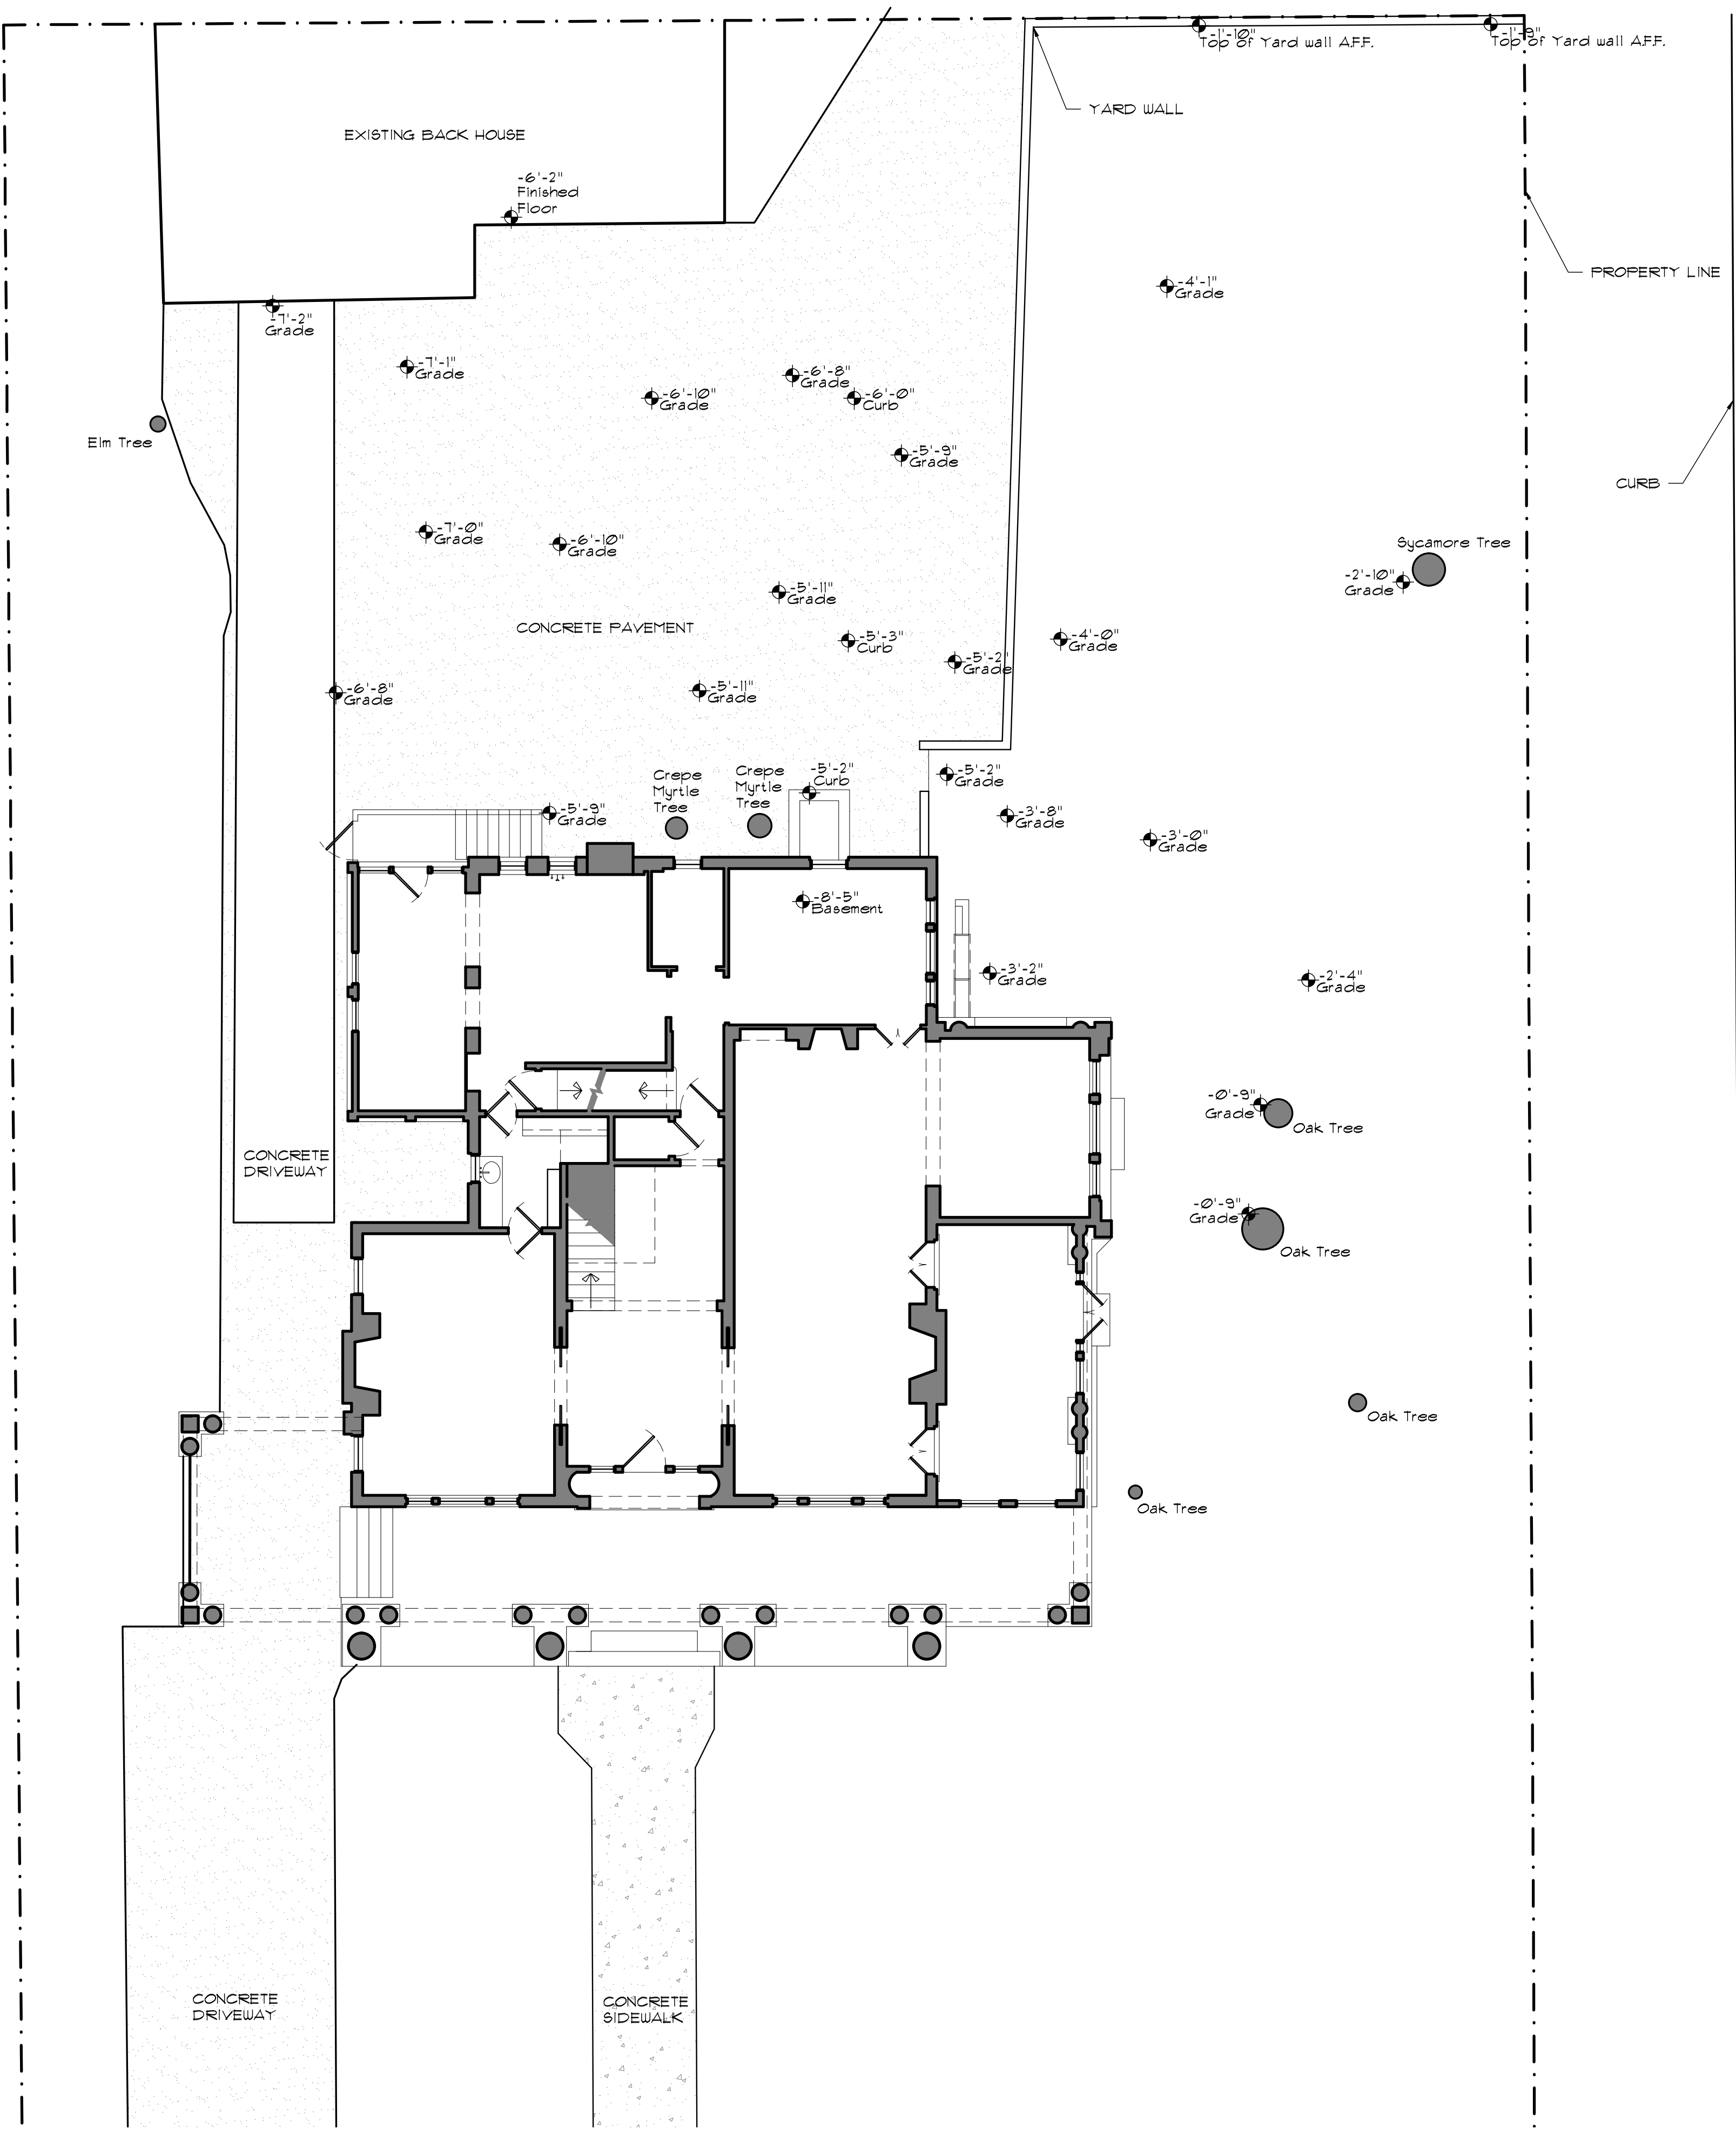 -1'-10"
Top of Yard wall A.F.F.
-1'-9"
Top of Yard wall A.F.F.
YARD WALL
EXISTING BACK HOUSE
-6'-2"
Finished
Floor
PROPERTY LINE
-4'-1"
Grade
-7'-2"
Grade
-7'-1"
Grade
-6'-10"
Grade
-6'-8"
Grade
-6'-0"
Curb
Elm Tree
-5'-9"
Grade
CURB
-7'-0"
Grade
-6'-10"
Grade
Sycamore Tree
-2'-10"
Grade
-5'-11"
Grade
CONCRETE PAVEMENT
-5'-3"
Curb
-4'-0"
Grade
-5'-2"
Grade
-6'-8"
Grade
-5'-11"
Grade
Crepe
Myrtle
Tree
Crepe
Myrtle
Tree
-5'-2"
Curb
-5'-2"
Grade
-5'-9"
Grade
-3'-8"
Grade
-3'-0"
Grade
-8'-5"
Basement
-3'-2"
Grade
-2'-4"
Grade
-0'-9"
Grade
Oak Tree
CONCRETE
DRIVEWAY
-0'-9"
Grade
Oak Tree
Oak Tree
Oak Tree
CONCRETE
DRIVEWAY
CONCRETE
SIDEWALK